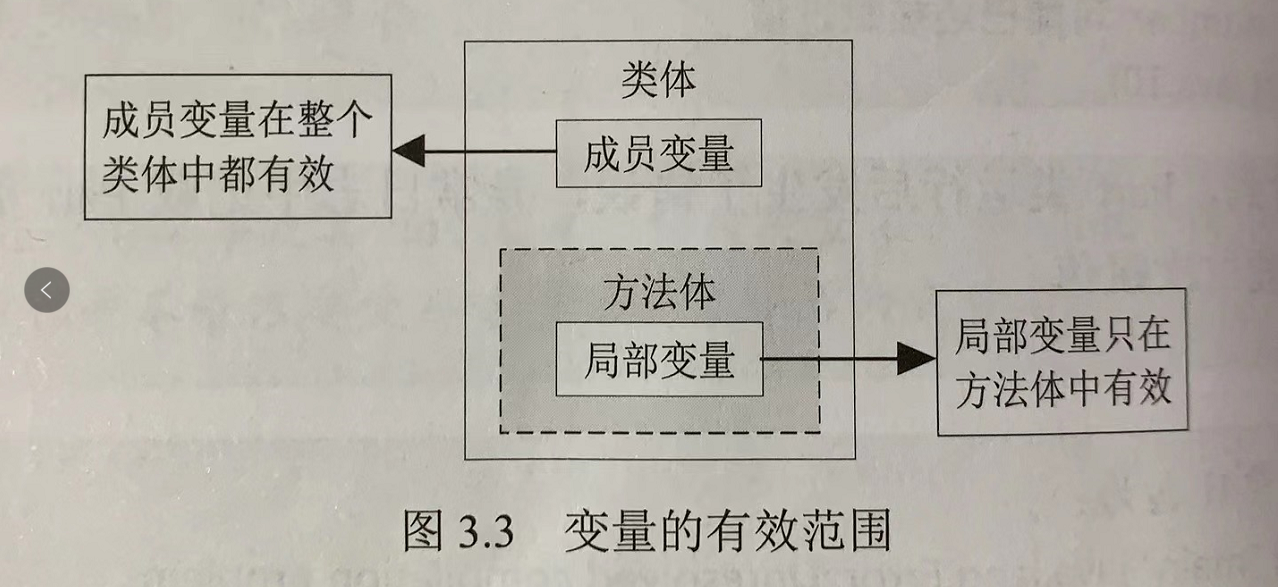 类体
成员变量在整个
类体中都有效
成员变量
方法体
局部变量
局部变量只在
方法体中有效
图 3.3 变量的有效范围